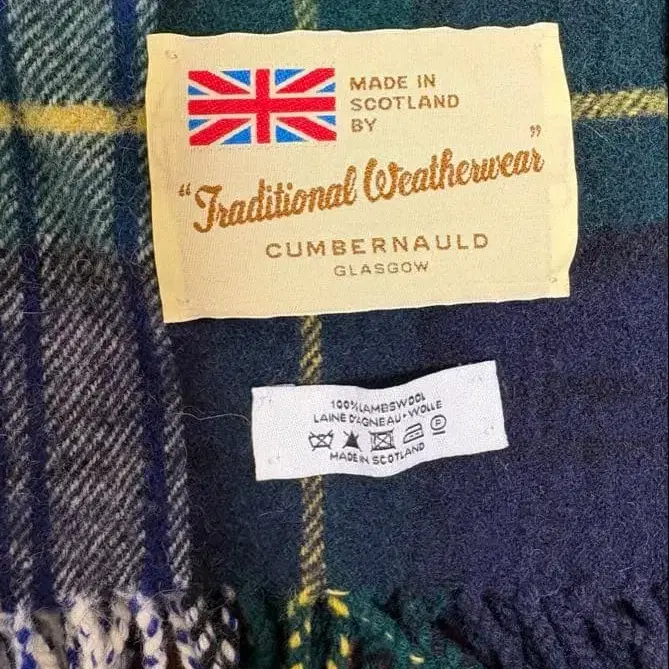 MADE IN
SCOTLAND
BY
"Traditional Weatherwear"
CUMBERNAULD
GLASGOW
100% LAMBSWOOL
LAINE D'AGNEAU·WOLLE
P
MADE IN SCOTLAND